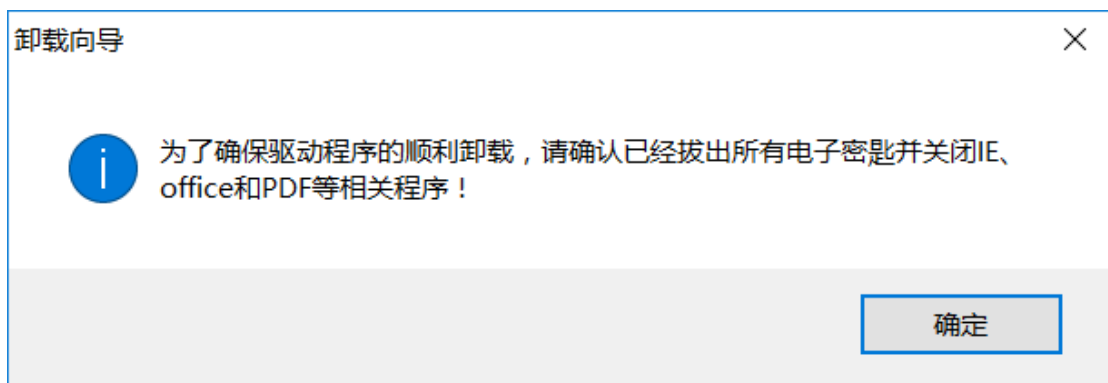 卸载向导
为了确保驱动程序的顺利卸载，请确认已经拔出所有电子密匙并关闭IE、
office和PDF等相关程序！
确定